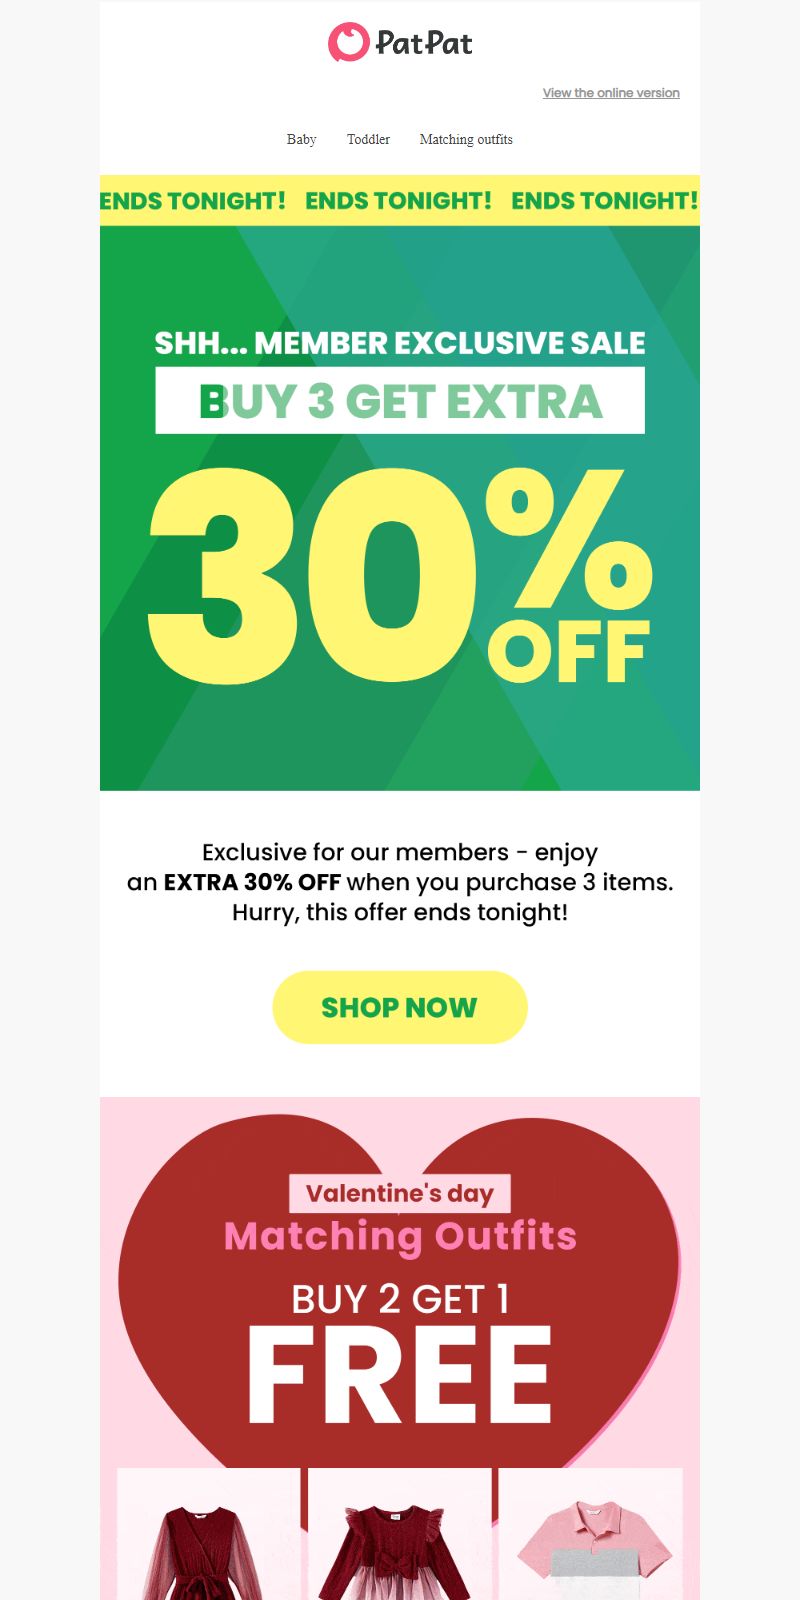 PatPat
View the online version
Baby Toddler Matching outfits
ENDS TONIGHT! ENDS TONIGHT! ENDS TONIGHT!
SHH... MEMBER EXCLUSIVE SALE
BUY 3 GET EXTRA
30%
OFF
Exclusive for our members - enjoy
an EXTRA 30% OFF when you purchase 3 items.
Hurry, this offer ends tonight!
SHOP NOW
Valentine's day
Matching Outfits
BUY 2 GET 1
FREE